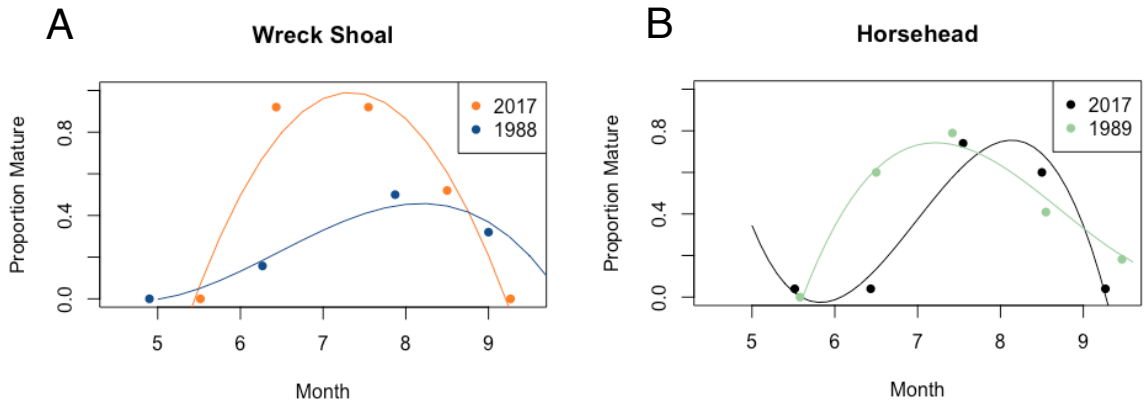 A
Wreck Shoal
Proportion Mature
0.0 0.4 0.8
2017
1988
5 6 7 8 9
Month
B
Horsehead
Proportion Mature
0.0 0.4 0.8
2017
1989
5 6 7 8 9
Month